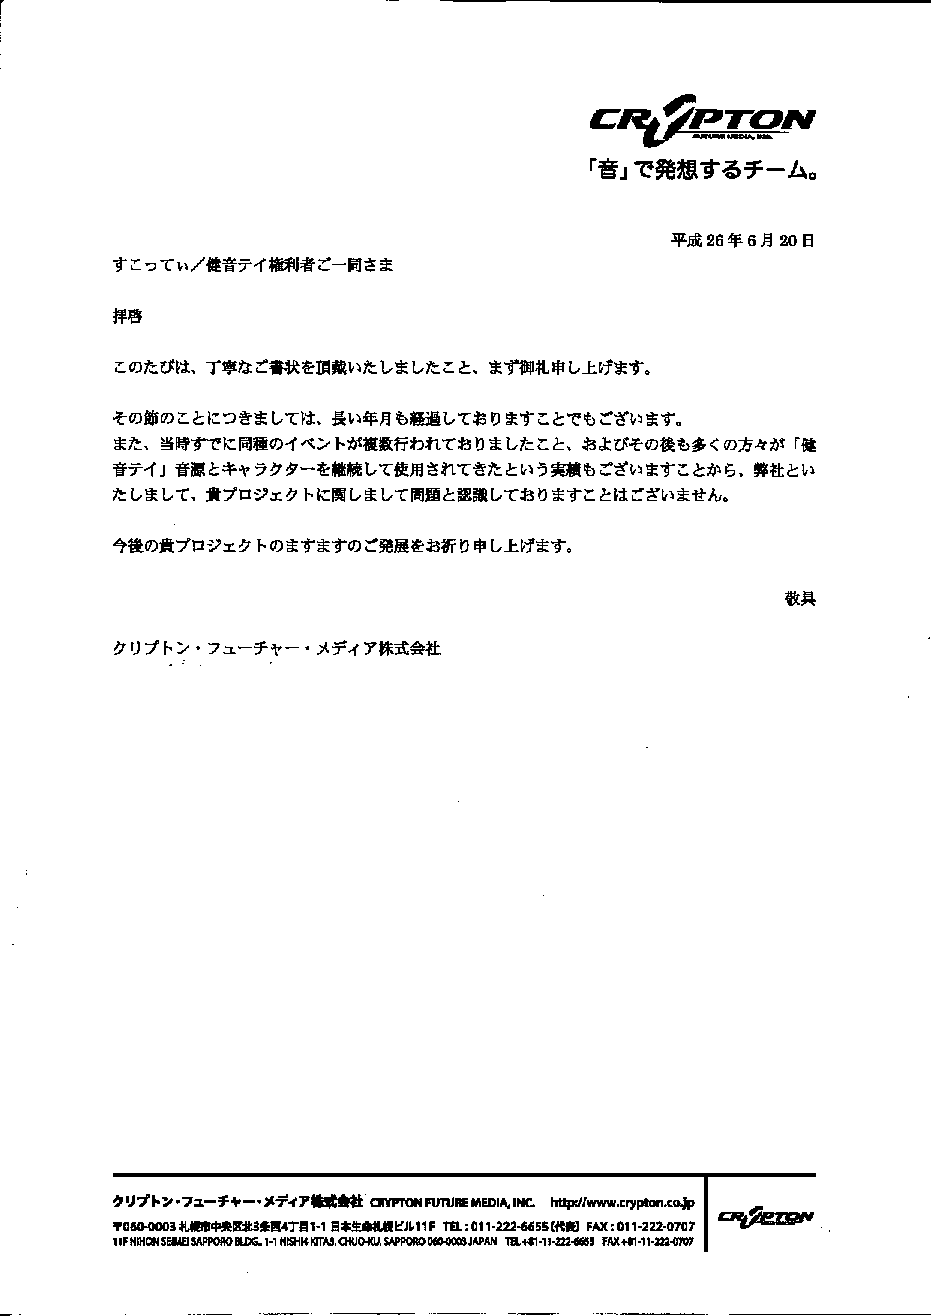 CRYPTON
FUTURE MEDIA, INC.
「音」で発想するチーム。
平成 26 年 6 月 20 日
すこってぃ／健音テイ権利者ご一同さま
拝啓
このたびは、丁寧なご書状を頂戴いたしましたこと、まず御礼申し上げます。
その節のことにつきましては、長い年月も経過しておりますことでもございます。
また、当時すでに同種のイベントが複数行われておりましたこと、およびその後も多くの方々が「健
音テイ」音源とキャラクターを継続して使用されてきたという実績もございますことから、弊社とい
たしまして、貴プロジェクトに関しまして問題と認識しておりますことはございません。
今後の貴プロジェクトのますますのご発展をお祈り申し上げます。
敬具
クリプトン・フューチャー・メディア株式会社
クリプトン・フューチャー・メディア株式会社 CRYPTON FUTURE MEDIA, INC. http://www.crypton.co.jp
〒060-0003 札幌市中央区北3条西4丁目1-1 日本生命札幌ビル11F TEL : 011-222-6655 (代表) FAX : 011-222-0707
11F NIHON SEIMEI SAPPORO BLDG. 1-1 NISHI4 KITA3, CHUO-KU, SAPPORO 060-0003 JAPAN TEL +81-11-222-6655 FAX +81-11-222-0707
CRYPTON